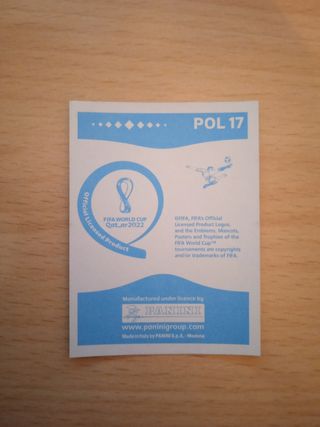 POL 17
Official Licensed Product
FIFA WORLD CUP
Qatar2022
©FIFA, FIFA's Official
Licensed Product Logos,
and the Emblems, Mascots,
Posters and Trophies of the
FIFA World Cup™
tournaments are copyrights
and/or trademarks of FIFA.
Manufactured under licence by
PANINI
www.paninigroup.com
Made in Italy by PANINI S.p.A. - Modena